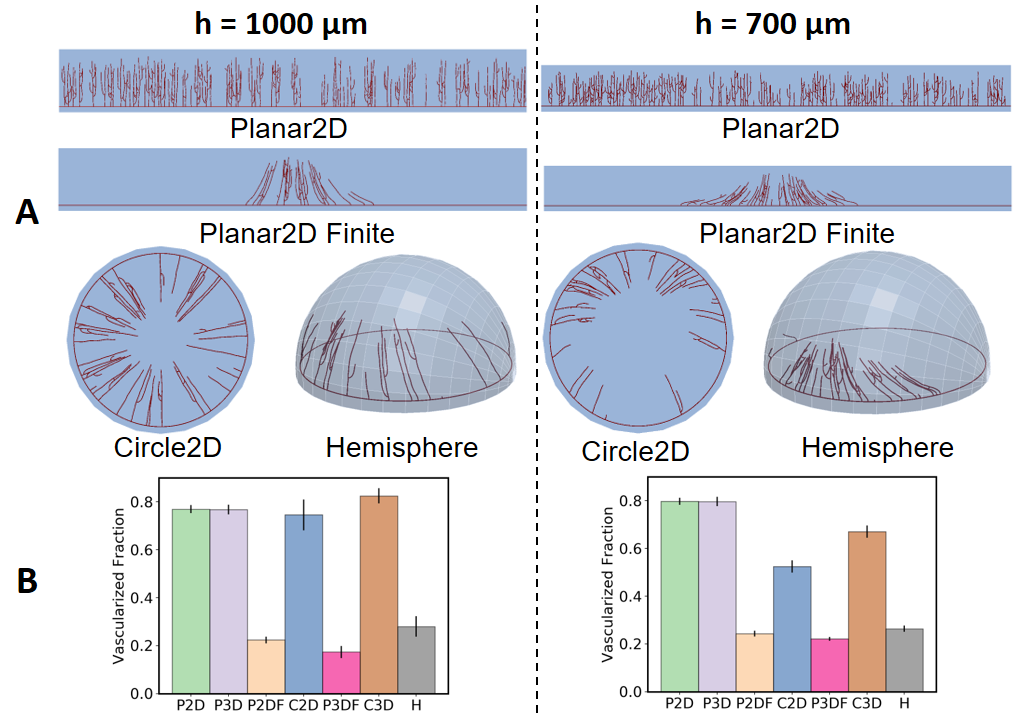 h = 1000 μm
h = 700 μm
Planar2D
Planar2D
A
Planar2D Finite
Planar2D Finite
Circle2D
Hemisphere
Circle2D
Hemisphere
B
Vascularized Fraction
0.8
0.6
0.4
0.2
0.0
P2D P3D P2DF C2D P3DF C3D H
Vascularized Fraction
0.8
0.6
0.4
0.2
0.0
P2D P3D P2DF C2D P3DF C3D H